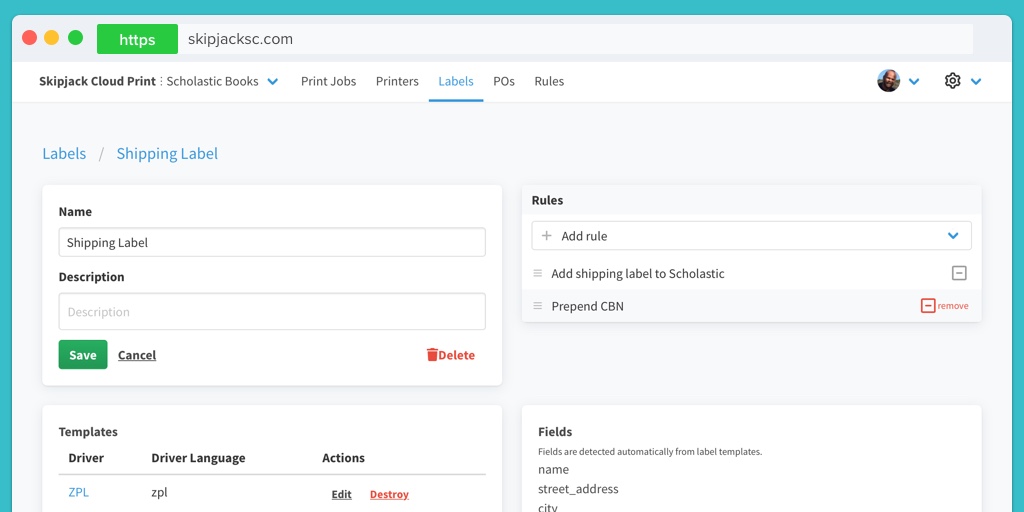 https skipjacksc.com
Skipjack Cloud Print : Scholastic Books Print Jobs Printers Labels POs Rules
Labels / Shipping Label
Name
Shipping Label
Description
Description
Save Cancel Delete
Rules
+ Add rule
Add shipping label to Scholastic
Prepend CBN remove
Templates
Driver Driver Language Actions
ZPL zpl Edit Destroy
Fields
Fields are detected automatically from label templates.
name
street_address
city